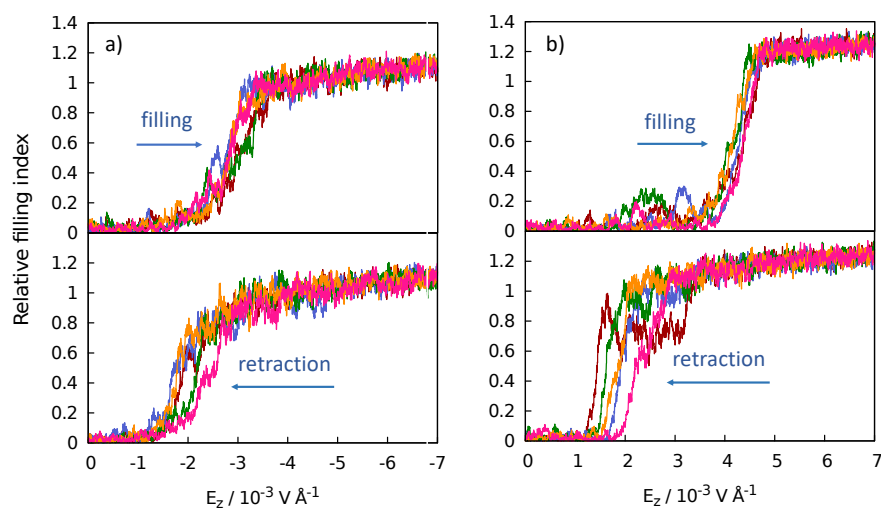 a)
b)
Relative filling index
1.4
1.2
1
0.8
0.6
0.4
0.2
0
filling
1.4
1.2
1
0.8
0.6
0.4
0.2
0
filling
1.2
1
0.8
0.6
0.4
0.2
0
retraction
1.2
1
0.8
0.6
0.4
0.2
0
retraction
0 -1 -2 -3 -4 -5 -6 -7
0 1 2 3 4 5 6 7
E_z / 10⁻³ V Å⁻¹
E_z / 10⁻³ V Å⁻¹